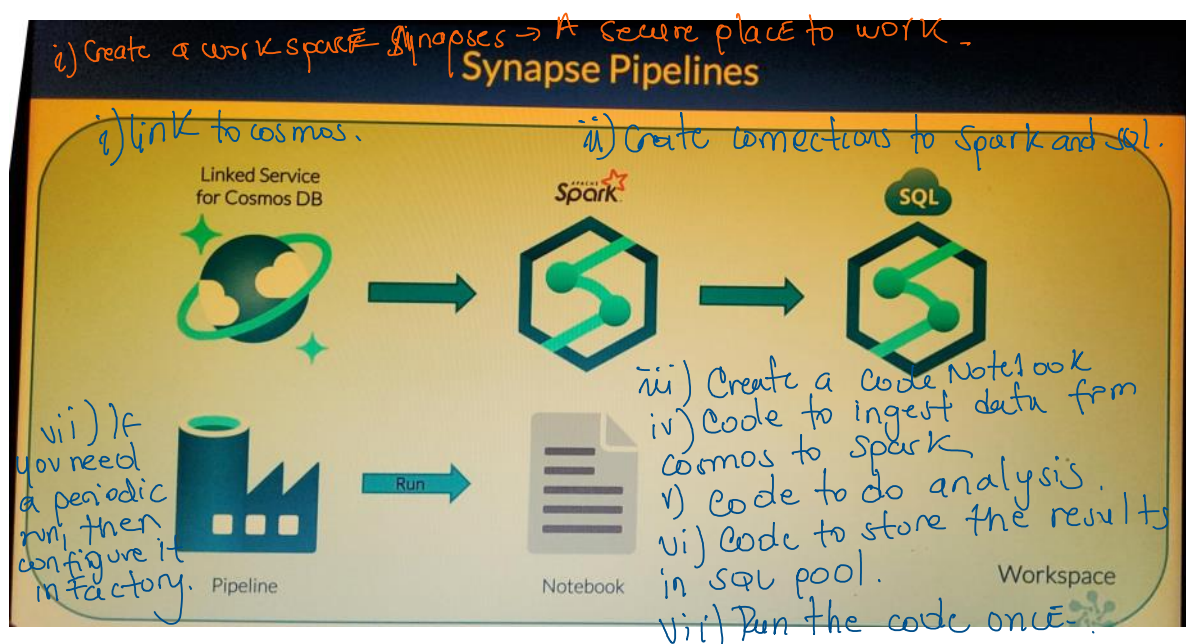 i) Create a workspace Synapses → A secure place to work.
Synapse Pipelines
i) link to cosmos.
ii) Create connections to Spark and sql.
Linked Service
for Cosmos DB
APACHE
Spark
SQL
iii) Create a code Notebook
iv) Code to ingest data from
cosmos to spark
v) code to do analysis.
vi) code to store the results
in SQL pool.
vii) Run the code once.
vii) If
you need
a periodic
run, then
configure it
in Factory.
Run
Pipeline
Notebook
Workspace